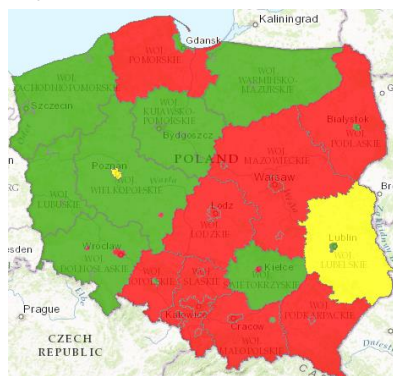 Kaliningrad
Gdansk
WOJ.
POMORSKIE
WOJ.
ZACHODNIOPOMORSKIE
WOJ.
WARMINSKO-
MAZURSKIE
Szczecin
WOJ.
KUJAWSKO-
POMORSKIE
Bydgoszcz
Bialystok
WOJ.
PODLASKIE
POLAND
WOJ.
MAZOWIECKIE
Poznan
WOJ.
WIELKOPOLSKIE
Warta
Warsaw
WOJ.
LUBUSKIE
Lodz
WOJ.
LODZKIE
Lublin
WOJ.
LUBELSKIE
Wroclaw
WOJ.
DOLNOSLASKIE
Kielce
WOJ.
SWIETOKRZYSKIE
OPOLSKIE
WOJ.
SLASKIE
Katowice
Cracow
WOJ.
MALOPOLSKIE
WOJ.
PODKARPACKIE
Prague
CZECH
REPUBLIC